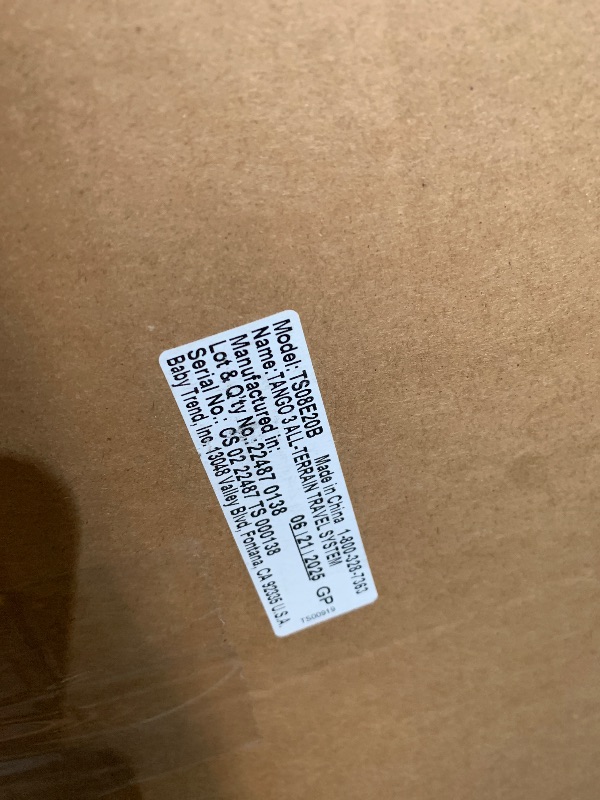 Model: TS08E20B Made in China 1-800-328-7363
Name: TANGO 3 ALL-TERRAIN TRAVEL SYSTEM
Manufactured in: 06 | 21 | 2025 GP
Lot & Q'ty No.: 22487 0138
Serial No.: CS 02 22487 TS 000138
Baby Trend, Inc. 13048 Valley Blvd, Fontana, CA 92335 U.S.A.
TS00919